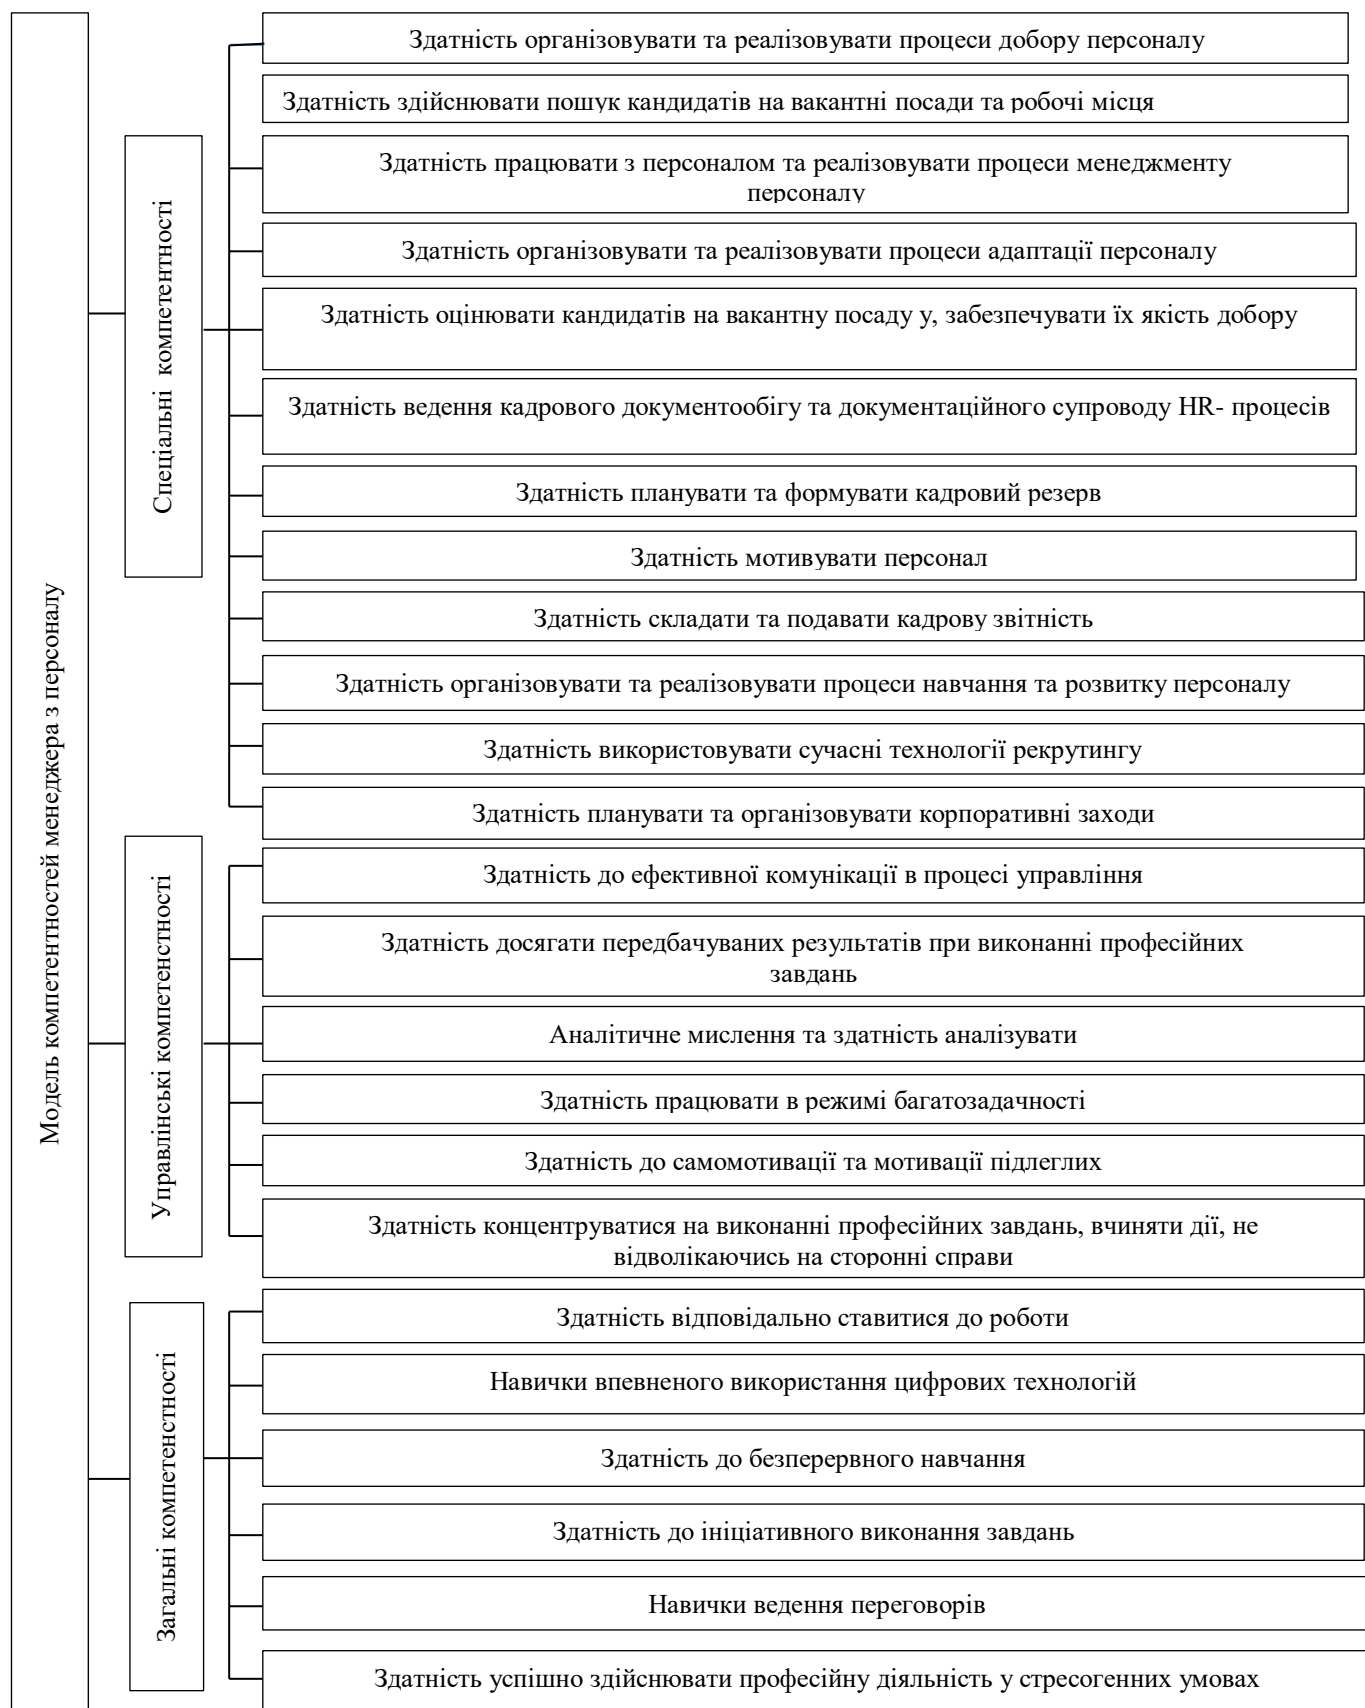 Модель компетентностей менеджера з персоналу
Спеціальні компетентності
Здатність організовувати та реалізовувати процеси добору персоналу
Здатність здійснювати пошук кандидатів на вакантні посади та робочі місця
Здатність працювати з персоналом та реалізовувати процеси менеджменту
персоналу
Здатність організовувати та реалізовувати процеси адаптації персоналу
Здатність оцінювати кандидатів на вакантну посаду у, забезпечувати їх якість добору
Здатність ведення кадрового документообігу та документаційного супроводу HR- процесів
Здатність планувати та формувати кадровий резерв
Здатність мотивувати персонал
Здатність складати та подавати кадрову звітність
Здатність організовувати та реалізовувати процеси навчання та розвитку персоналу
Здатність використовувати сучасні технології рекрутингу
Здатність планувати та організовувати корпоративні заходи
Управлінські компетенстності
Здатність до ефективної комунікації в процесі управління
Здатність досягати передбачуваних результатів при виконанні професійних
завдань
Аналітичне мислення та здатність аналізувати
Здатність працювати в режимі багатозадачності
Здатність до самомотивації та мотивації підлеглих
Здатність концентруватися на виконанні професійних завдань, вчиняти дії, не
відволікаючись на сторонні справи
Загальні компетенстності
Здатність відповідально ставитися до роботи
Навички впевненого використання цифрових технологій
Здатність до безперервного навчання
Здатність до ініціативного виконання завдань
Навички ведення переговорів
Здатність успішно здійснювати професійну діяльність у стресогенних умовах